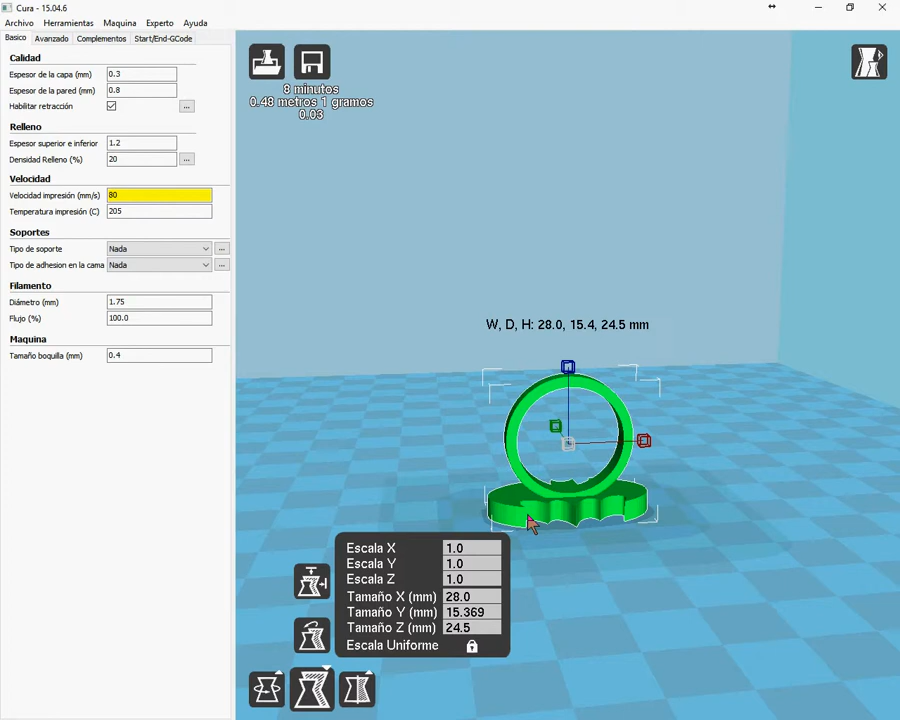 Cura - 15.04.6
Archivo Herramientas Maquina Experto Ayuda
Basico Avanzado Complementos Start/End-GCode
Calidad
Espesor de la capa (mm) 0.3
Espesor de la pared (mm) 0.8
Habilitar retracción ...
Relleno
Espesor superior e inferior 1.2
Densidad Relleno (%) 20 ...
Velocidad
Velocidad impresión (mm/s) 80
Temperatura impresión (C) 205
Soportes
Tipo de soporte Nada ...
Tipo de adhesion en la cama Nada ...
Filamento
Diámetro (mm) 1.75
Flujo (%) 100.0
Maquina
Tamaño boquilla (mm) 0.4
8 minutos
0.48 metros 1 gramos
0.03
W, D, H: 28.0, 15.4, 24.5 mm
Escala X 1.0
Escala Y 1.0
Escala Z 1.0
Tamaño X (mm) 28.0
Tamaño Y (mm) 15.369
Tamaño Z (mm) 24.5
Escala Uniforme